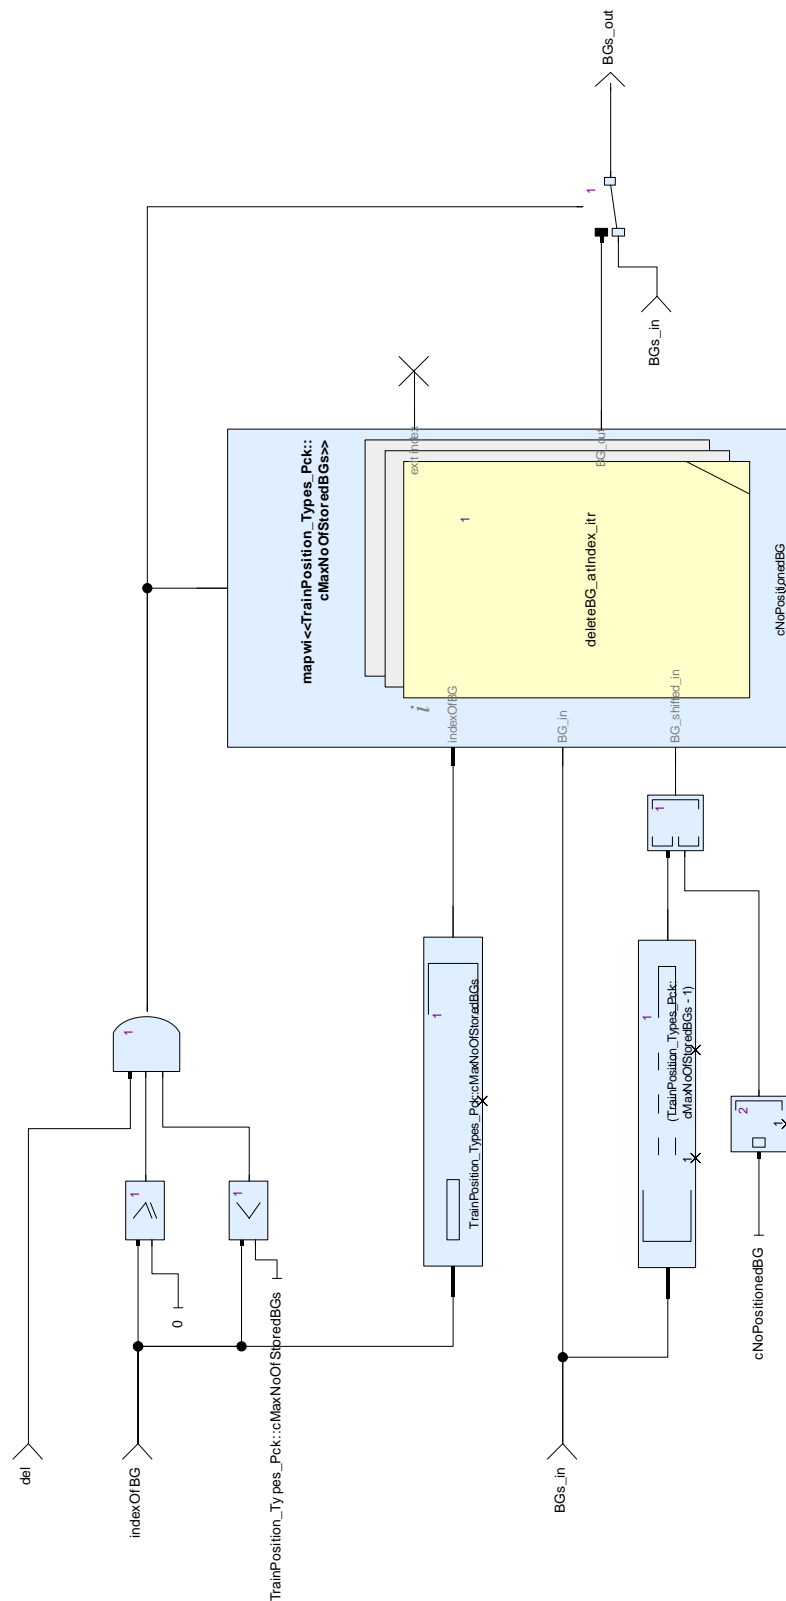 del
indexOfBG
0
TrainPosition_Types_Pck::cMaxNoOfStoredBGs
1
1
1
TrainPosition_Types_Pck::cMaxNoOfStoredBGs
1
mapwi<<TrainPosition_Types_Pck::
cMaxNoOfStoredBGs>>
i
indexOfBG
BG_in
BG_shifted_in
1
deleteBG_atIndex_itr
exit index
BG_out
cNoPositionedBG
BGs_in
1
1
(TrainPosition_Types_Pck::
cMaxNoOfStoredBGs - 1)
1
cNoPositionedBG
2
1
BGs_in
1
BGs_out